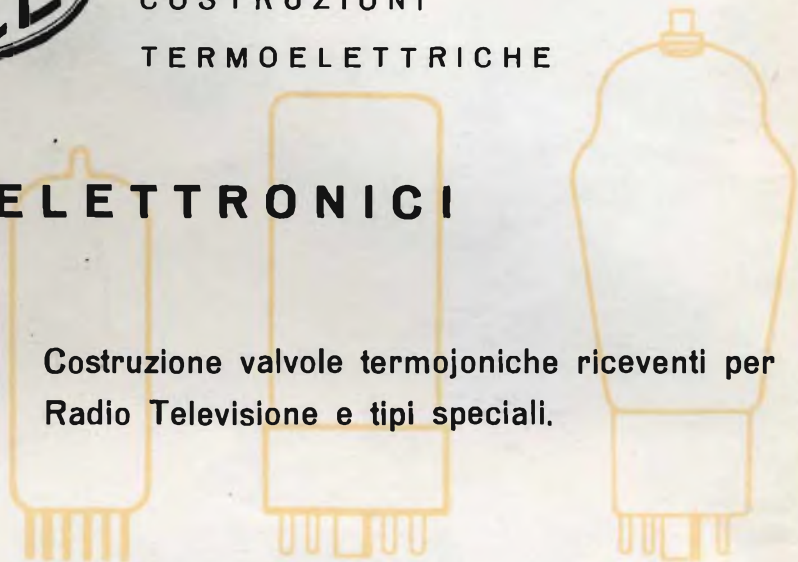 COSTRUZIONI
TERMOELETTRICHE
ELETTRONICI
Costruzione valvole termojoniche riceventi per
Radio Televisione e tipi speciali.